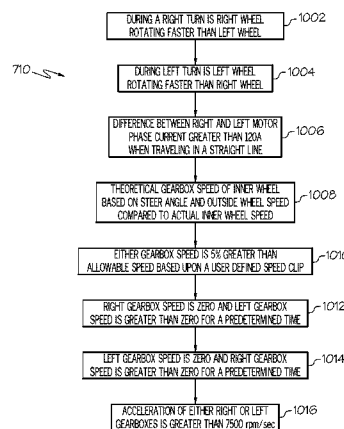 DURING A RIGHT TURN IS RIGHT WHEEL
ROTATING FASTER THAN LEFT WHEEL
1002
710
DURING LEFT TURN IS LEFT WHEEL
ROTATING FASTER THAN RIGHT WHEEL
1004
DIFFERENCE BETWEEN RIGHT AND LEFT MOTOR
PHASE CURRENT GREATER THAN 120A
WHEN TRAVELING IN A STRAIGHT LINE
1006
THEORETICAL GEARBOX SPEED OF INNER WHEEL
BASED ON STEER ANGLE AND OUTSIDE WHEEL SPEED
COMPARED TO ACTUAL INNER WHEEL SPEED
1008
EITHER GEARBOX SPEED IS 5% GREATER THAN
ALLOWABLE SPEED BASED UPON A USER DEFINED SPEED CLIP
1010
RIGHT GEARBOX SPEED IS ZERO AND LEFT GEARBOX
SPEED IS GREATER THAN ZERO FOR A PREDETERMINED TIME
1012
LEFT GEARBOX SPEED IS ZERO AND RIGHT GEARBOX
SPEED IS GREATER THAN ZERO FOR A PREDETERMINED TIME
1014
ACCELERATION OF EITHER RIGHT OR LEFT
GEARBOXES IS GREATER THAN 7500 rpm/sec
1016